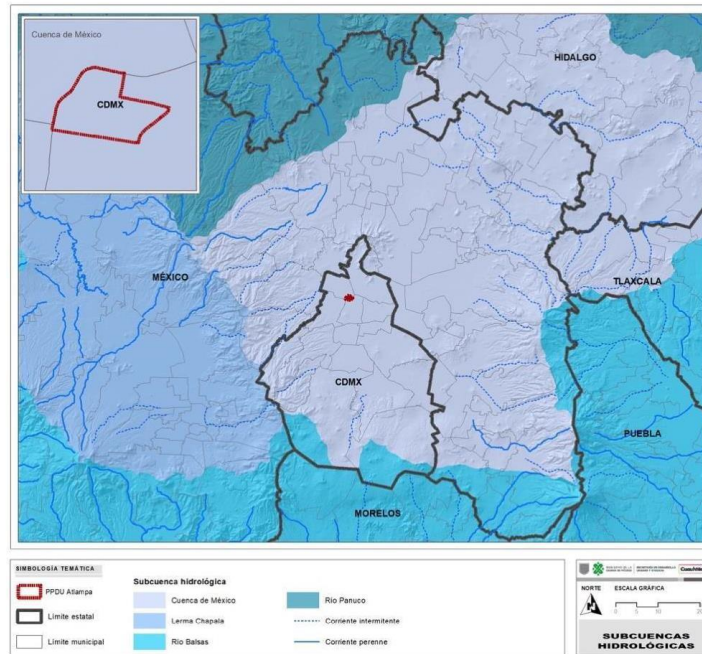 Cuenca de México
CDMX
HIDALGO
MÉXICO
TLAXCALA
CDMX
PUEBLA
MORELOS
SIMBOLOGÍA TEMÁTICA
PPDU Atlampa
Límite estatal
Límite municipal
Subcuenca hidrológica
Cuenca de México
Lerma Chapala
Río Balsas
Río Panuco
Corriente intermitente
Corriente perenne
NORTE
ESCALA GRÁFICA
0 5 10 20
SUBCUENCAS
HIDROLÓGICAS